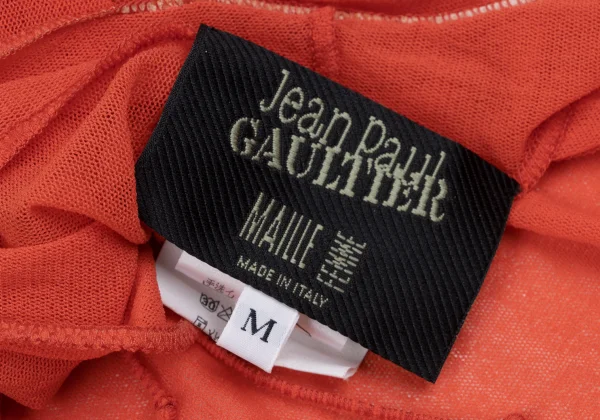 Jean Paul
GAULTIER
MAILLE
FEMME
MADE IN ITALY
M